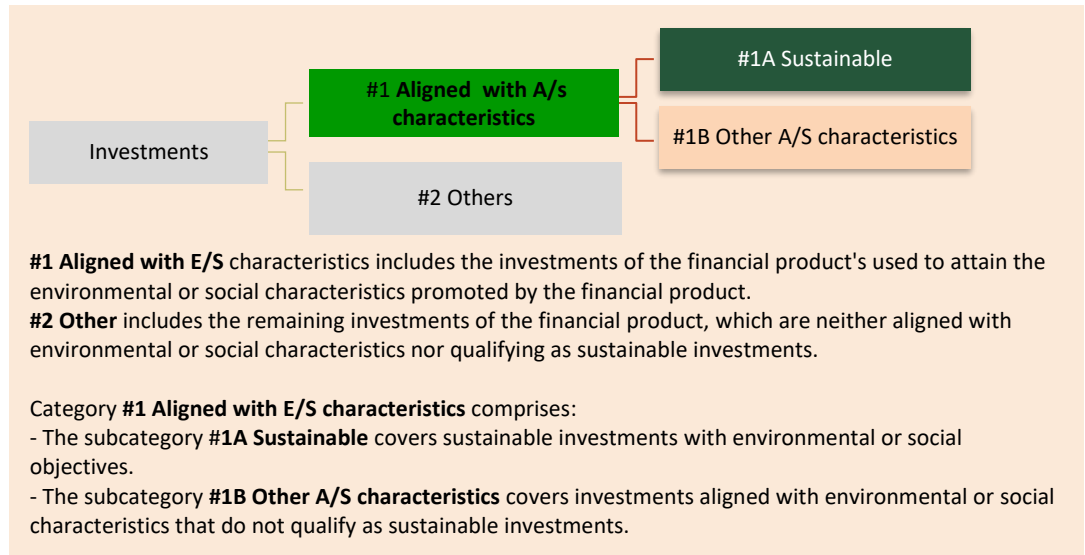 #1A Sustainable
#1 Aligned with A/s
characteristics
#1B Other A/S characteristics
Investments
#2 Others
#1 Aligned with E/S characteristics includes the investments of the financial product's used to attain the
environmental or social characteristics promoted by the financial product.
#2 Other includes the remaining investments of the financial product, which are neither aligned with
environmental or social characteristics nor qualifying as sustainable investments.
Category #1 Aligned with E/S characteristics comprises:
- The subcategory #1A Sustainable covers sustainable investments with environmental or social
objectives.
- The subcategory #1B Other A/S characteristics covers investments aligned with environmental or social
characteristics that do not qualify as sustainable investments.